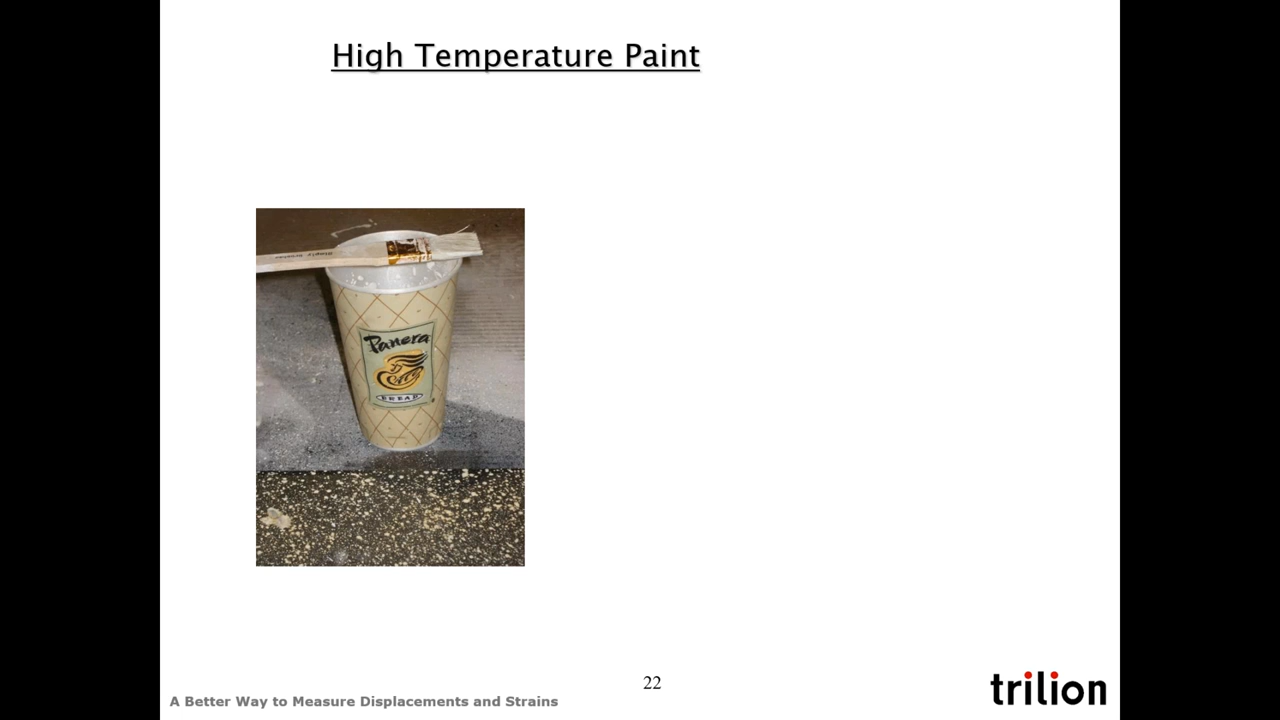 High Temperature Paint
Panera
BREAD
22
A Better Way to Measure Displacements and Strains
trilion